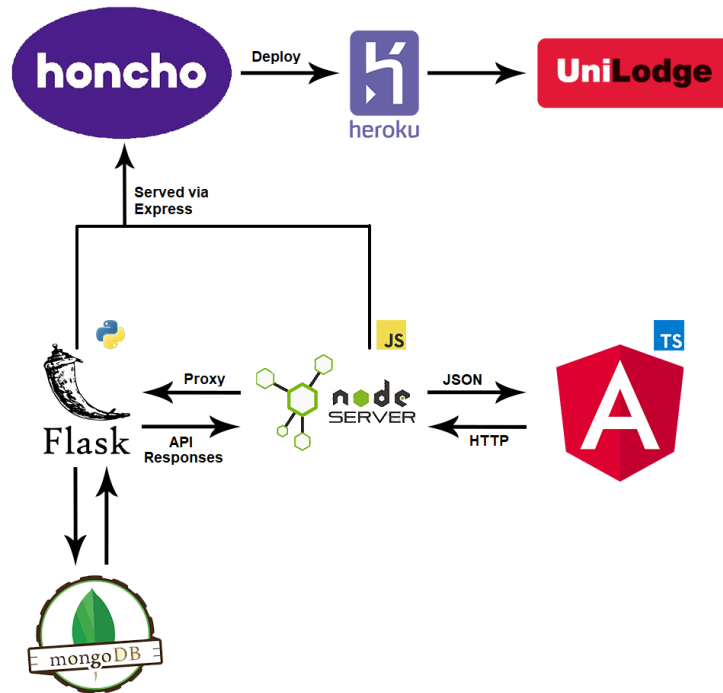 honcho
Deploy
heroku
UniLodge
Served via
Express
JS
TS
Proxy
node
SERVER
JSON
Flask
API
Responses
HTTP
mongoDB